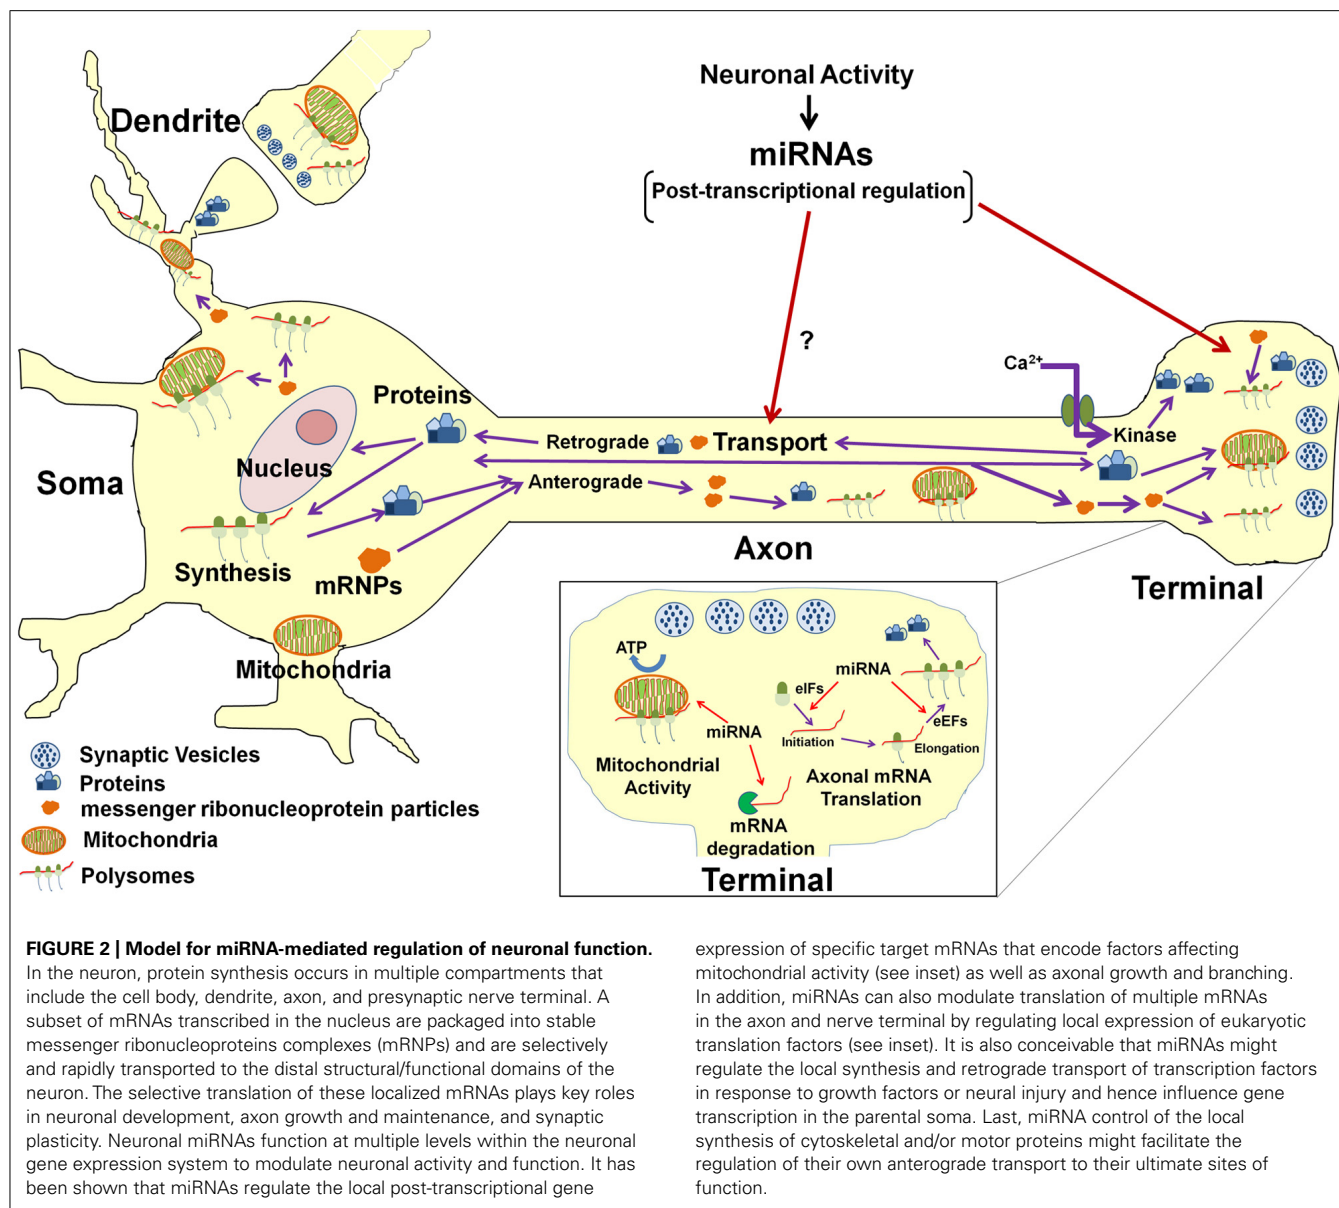 Neuronal Activity
Dendrite
miRNAs
Post-transcriptional regulation
?
Ca2+
Proteins
Kinase
Retrograde
Transport
Nucleus
Soma
Anterograde
Axon
Synthesis
mRNPs
Terminal
Mitochondria
ATP
miRNA
eIFs
miRNA
eEFs
Initiation
Elongation
Mitochondrial
Activity
Axonal mRNA
Translation
mRNA
degradation
Terminal
Synaptic Vesicles
Proteins
messenger ribonucleoprotein particles
Mitochondria
Polysomes
FIGURE 2 | Model for miRNA-mediated regulation of neuronal function.
In the neuron, protein synthesis occurs in multiple compartments that
include the cell body, dendrite, axon, and presynaptic nerve terminal. A
subset of mRNAs transcribed in the nucleus are packaged into stable
messenger ribonucleoproteins complexes (mRNPs) and are selectively
and rapidly transported to the distal structural/functional domains of the
neuron. The selective translation of these localized mRNAs plays key roles
in neuronal development, axon growth and maintenance, and synaptic
plasticity. Neuronal miRNAs function at multiple levels within the neuronal
gene expression system to modulate neuronal activity and function. It has
been shown that miRNAs regulate the local post-transcriptional gene
expression of specific target mRNAs that encode factors affecting
mitochondrial activity (see inset) as well as axonal growth and branching.
In addition, miRNAs can also modulate translation of multiple mRNAs
in the axon and nerve terminal by regulating local expression of eukaryotic
translation factors (see inset). It is also conceivable that miRNAs might
regulate the local synthesis and retrograde transport of transcription factors
in response to growth factors or neural injury and hence influence gene
transcription in the parental soma. Last, miRNA control of the local
synthesis of cytoskeletal and/or motor proteins might facilitate the
regulation of their own anterograde transport to their ultimate sites of
function.